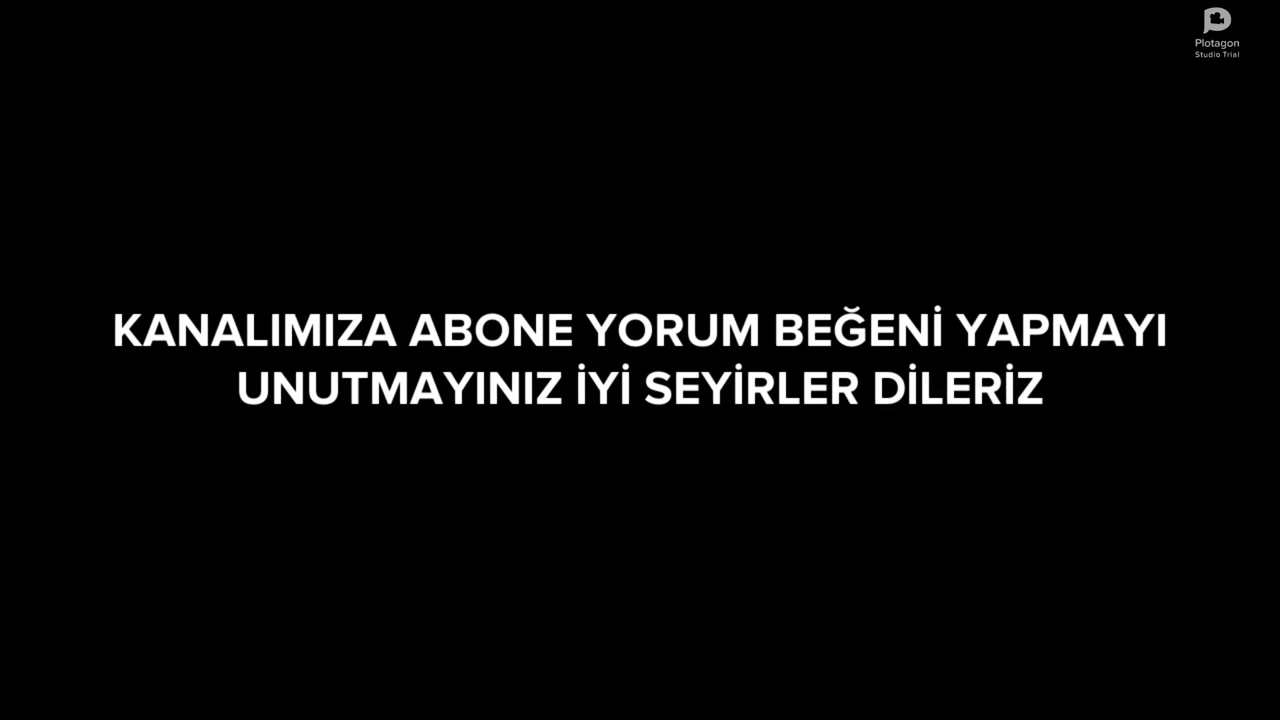 Plotagon
Studio Trial
KANALIMIZA ABONE YORUM BEĞENİ YAPMAYI
UNUTMAYINIZ İYİ SEYİRLER DİLERİZ